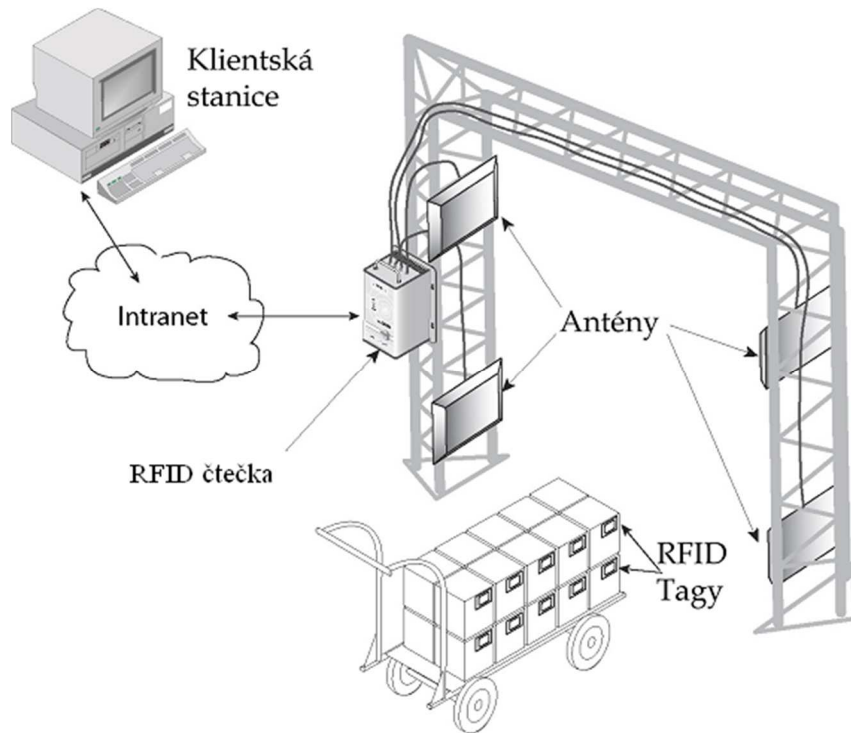 Klientská
stanice
Intranet
Antény
RFID čtečka
RFID
Tagy